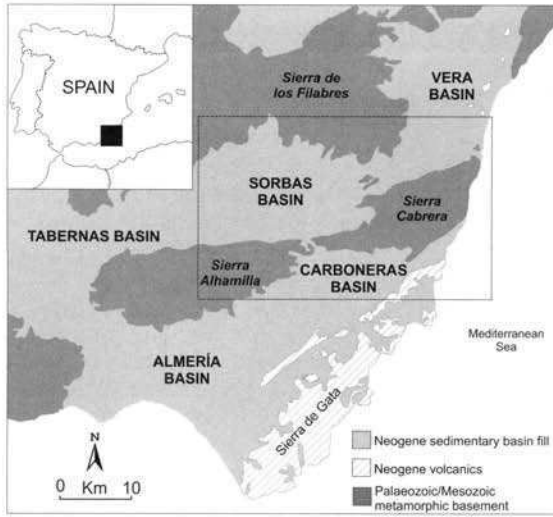 SPAIN
Sierra de
los Filabres
VERA
BASIN
SORBAS
BASIN
Sierra
Cabrera
TABERNAS BASIN
Sierra
Alhamilla
CARBONERAS
BASIN
Mediterranean
Sea
ALMERÍA
BASIN
Sierra de Gata
N
0 10
Km
Neogene sedimentary basin fill
Neogene volcanics
Palaeozoic/Mesozoic
metamorphic basement